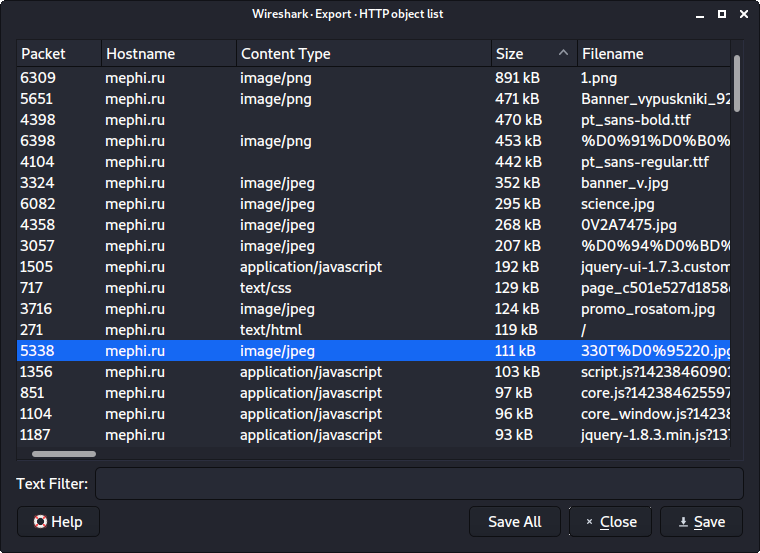 Wireshark · Export · HTTP object list
Packet Hostname Content Type Size Filename
6309 mephi.ru image/png 891 kB 1.png
5651 mephi.ru image/png 471 kB Banner_vypuskniki_92
4398 mephi.ru 470 kB pt_sans-bold.ttf
6398 mephi.ru image/png 453 kB %D0%91%D0%B0%
4104 mephi.ru 442 kB pt_sans-regular.ttf
3324 mephi.ru image/jpeg 352 kB banner_v.jpg
6082 mephi.ru image/jpeg 295 kB science.jpg
4358 mephi.ru image/jpeg 268 kB 0V2A7475.jpg
3057 mephi.ru image/jpeg 207 kB %D0%94%D0%BD%
1505 mephi.ru application/javascript 192 kB jquery-ui-1.7.3.custom
717 mephi.ru text/css 129 kB page_c501e527d1858
3716 mephi.ru image/jpeg 124 kB promo_rosatom.jpg
271 mephi.ru text/html 119 kB /
5338 mephi.ru image/jpeg 111 kB 330T%D0%95220.jpg
1356 mephi.ru application/javascript 103 kB script.js?14238460901
851 mephi.ru application/javascript 97 kB core.js?142384625597
1104 mephi.ru application/javascript 96 kB core_window.js?14238
1187 mephi.ru application/javascript 93 kB jquery-1.8.3.min.js?13
Text Filter:
Help Save All Close Save